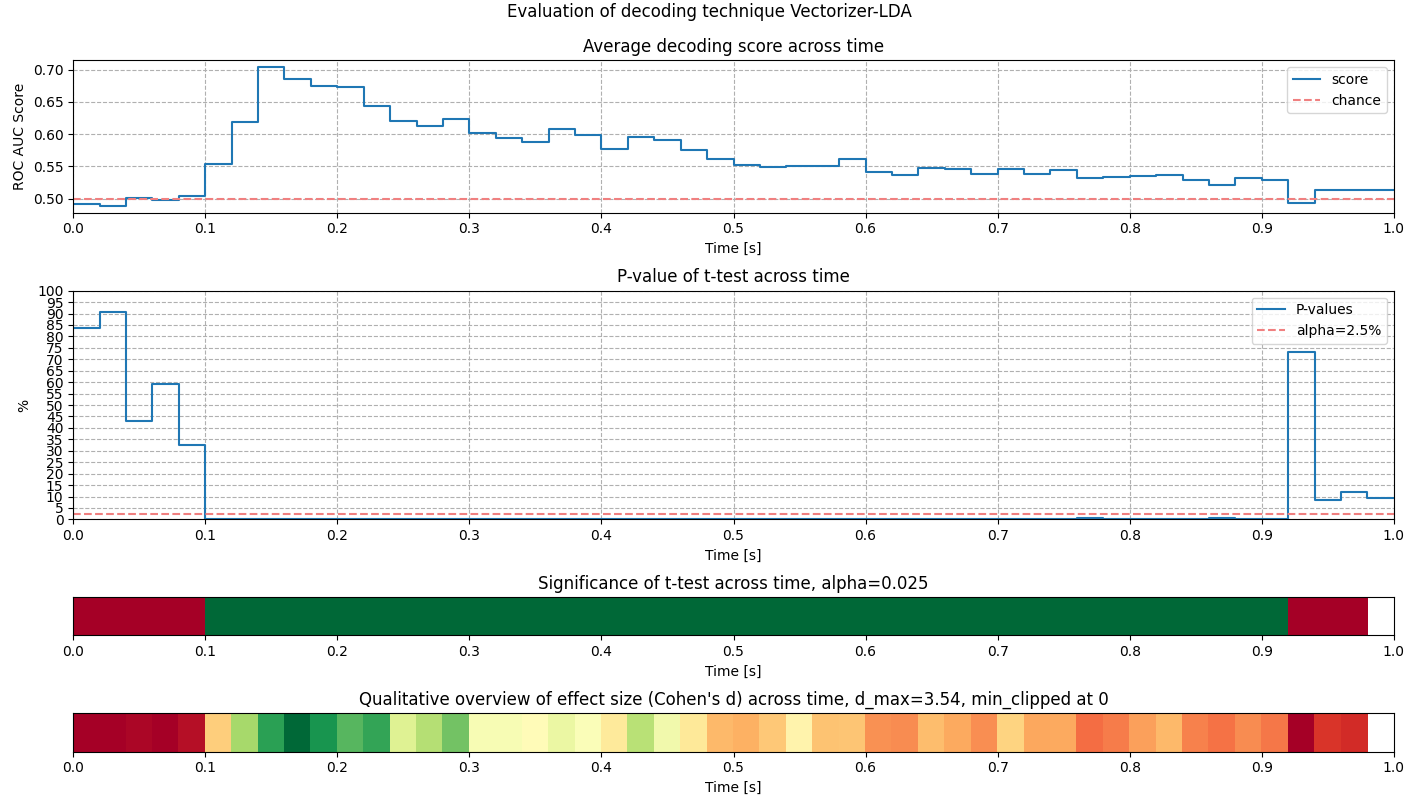 Evaluation of decoding technique Vectorizer-LDA
Average decoding score across time
ROC AUC Score
0.70
0.65
0.60
0.55
0.50
score
chance
0.0 0.1 0.2 0.3 0.4 0.5 0.6 0.7 0.8 0.9 1.0
Time [s]
P-value of t-test across time
%
100
95
90
85
80
75
70
65
60
55
50
45
40
35
30
25
20
15
10
5
0
P-values
alpha=2.5%
0.0 0.1 0.2 0.3 0.4 0.5 0.6 0.7 0.8 0.9 1.0
Time [s]
Significance of t-test across time, alpha=0.025
0.0 0.1 0.2 0.3 0.4 0.5 0.6 0.7 0.8 0.9 1.0
Time [s]
Qualitative overview of effect size (Cohen's d) across time, d_max=3.54, min_clipped at 0
0.0 0.1 0.2 0.3 0.4 0.5 0.6 0.7 0.8 0.9 1.0
Time [s]